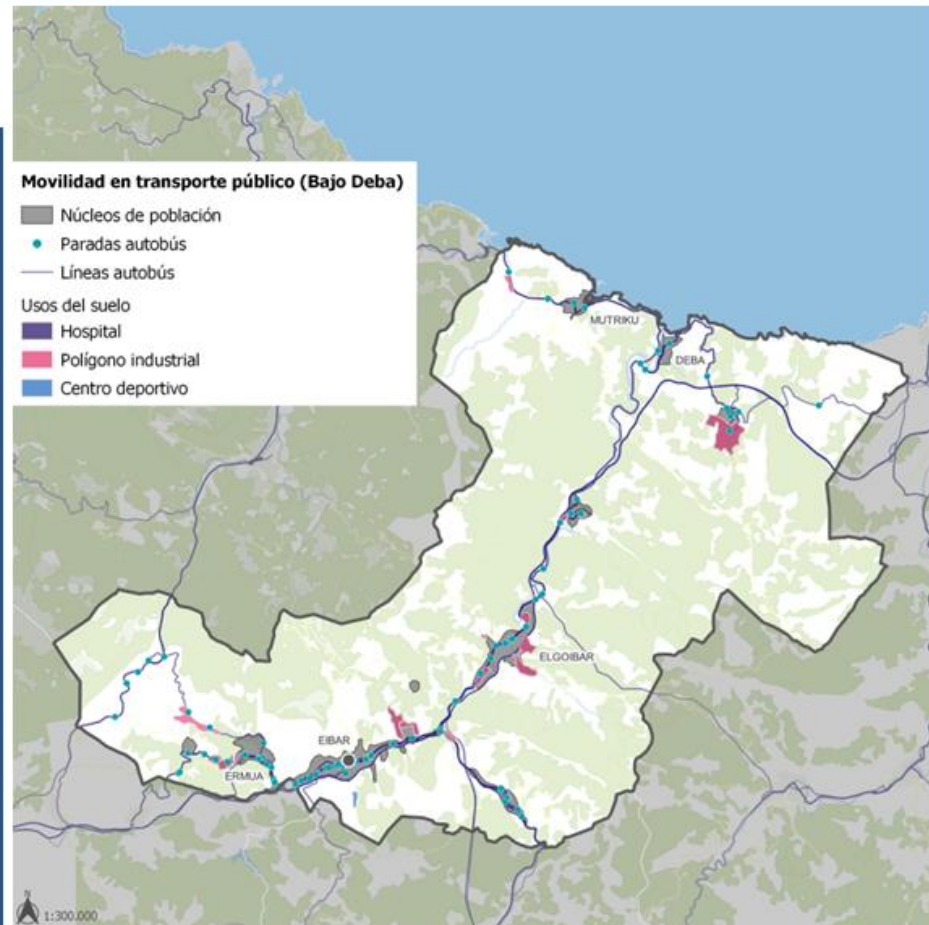 Movilidad en transporte público (Bajo Deba)
Núcleos de población
Paradas autobús
Líneas autobús
Usos del suelo
Hospital
Polígono industrial
Centro deportivo
MUTRIKU
DEBA
ELGOIBAR
EIBAR
ERMUA
N
1:300.000